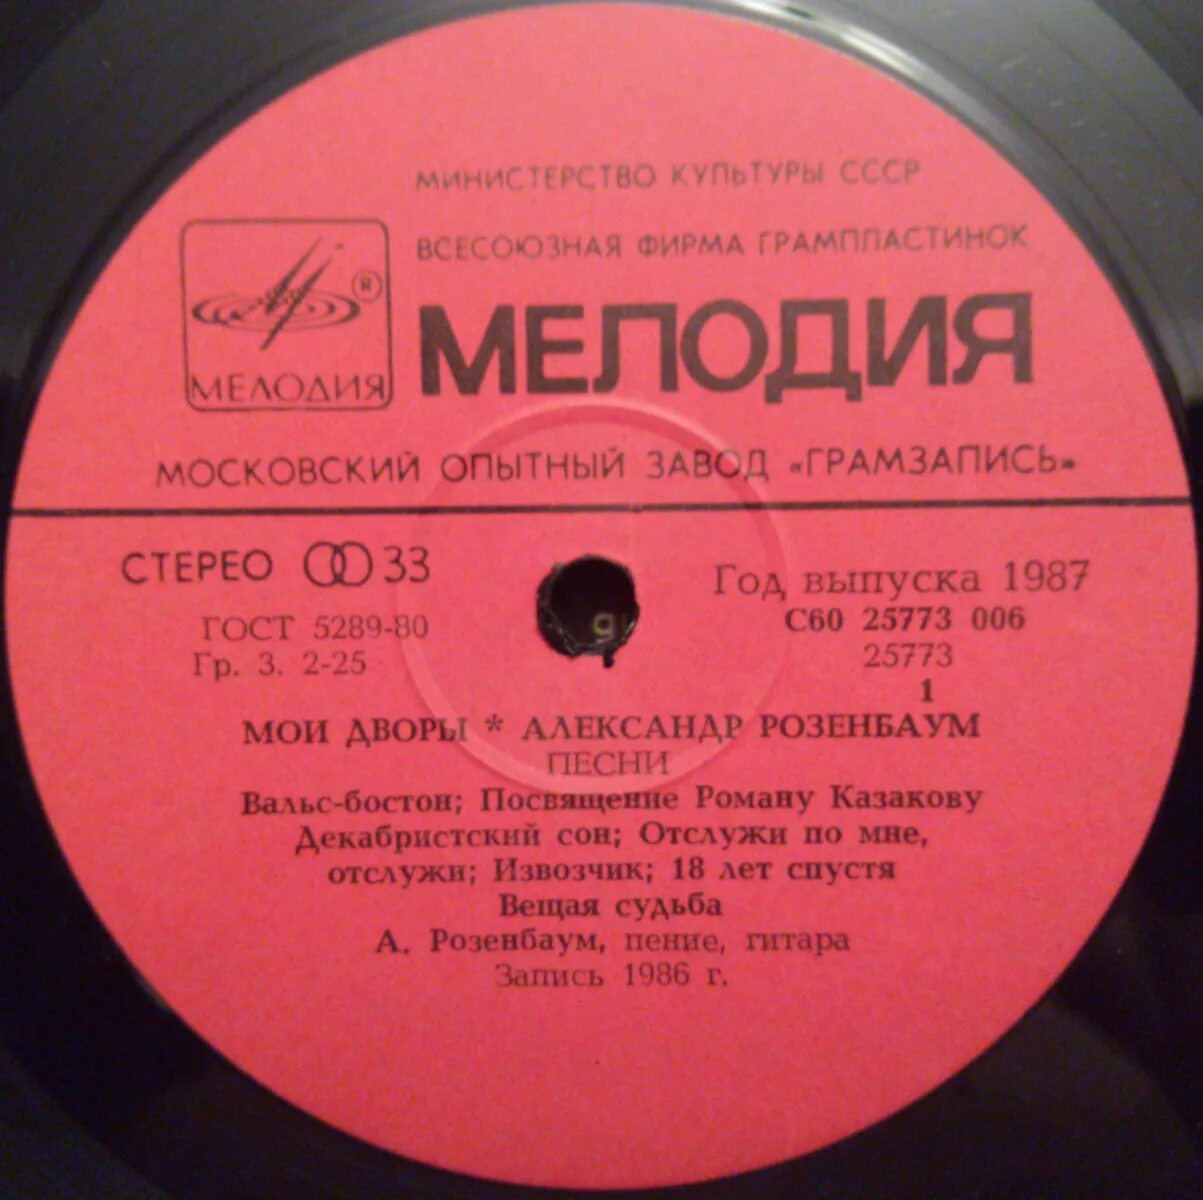 МИНИСТЕРСТВО КУЛЬТУРЫ СССР
ВСЕСОЮЗНАЯ ФИРМА ГРАМПЛАСТИНОК
®
МЕЛОДИЯ
МЕЛОДИЯ
МОСКОВСКИЙ ОПЫТНЫЙ ЗАВОД «ГРАМЗАПИСЬ»
СТЕРЕО 33
Год выпуска 1987
ГОСТ 5289-80
С60 25773 006
Гр. 3. 2-25
25773
1
МОИ ДВОРЫ * АЛЕКСАНДР РОЗЕНБАУМ
ПЕСНИ
Вальс-бостон; Посвящение Роману Казакову
Декабристский сон; Отслужи по мне,
отслужи; Извозчик; 18 лет спустя
Вещая судьба
А. Розенбаум, пение, гитара
Запись 1986 г.